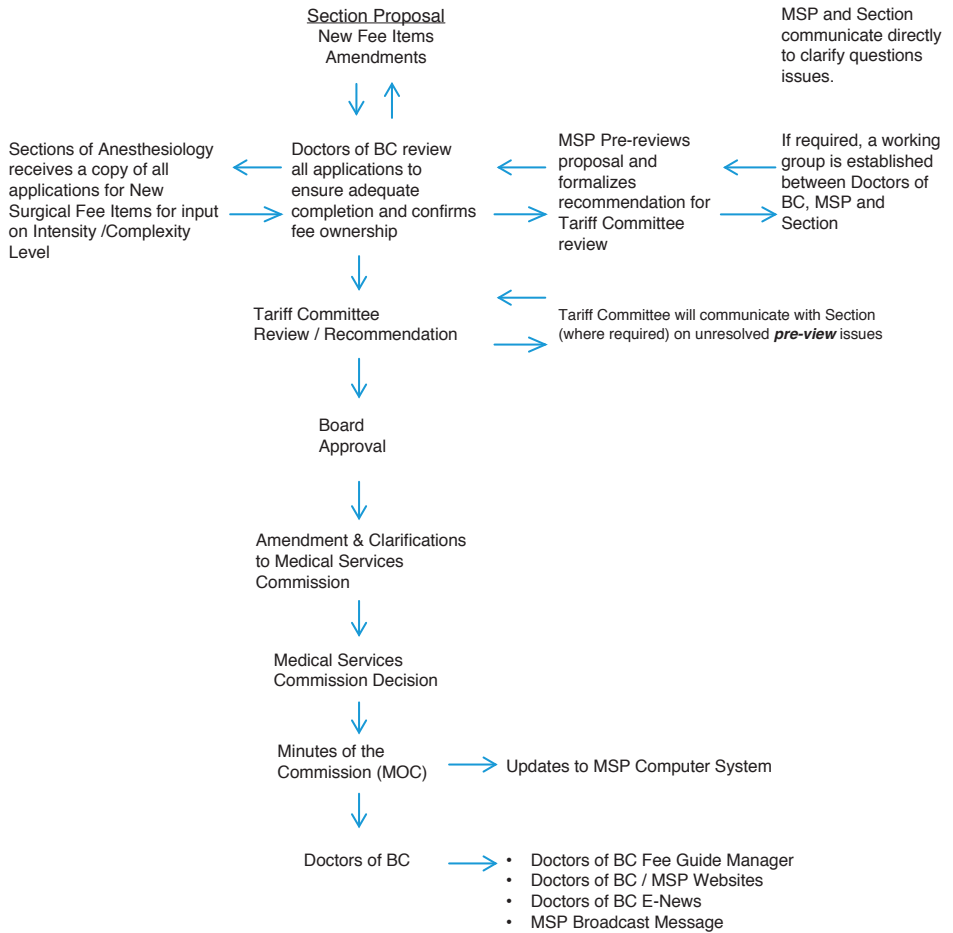 Section Proposal
New Fee Items
Amendments
MSP and Section
communicate directly
to clarify questions
issues.
Sections of Anesthesiology
receives a copy of all
applications for New
Surgical Fee Items for input
on Intensity /Complexity
Level
Doctors of BC review
all applications to
ensure adequate
completion and confirms
fee ownership
MSP Pre-reviews
proposal and
formalizes
recommendation for
Tariff Committee
review
If required, a working
group is established
between Doctors of
BC, MSP and
Section
Tariff Committee
Review / Recommendation
Tariff Committee will communicate with Section
(where required) on unresolved pre-view issues
Board
Approval
Amendment & Clarifications
to Medical Services
Commission
Medical Services
Commission Decision
Minutes of the
Commission (MOC)
Updates to MSP Computer System
Doctors of BC
• Doctors of BC Fee Guide Manager
• Doctors of BC / MSP Websites
• Doctors of BC E-News
• MSP Broadcast Message